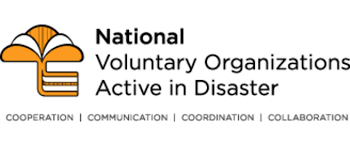 National
Voluntary Organizations
Active in Disaster
COOPERATION | COMMUNICATION | COORDINATION | COLLABORATION